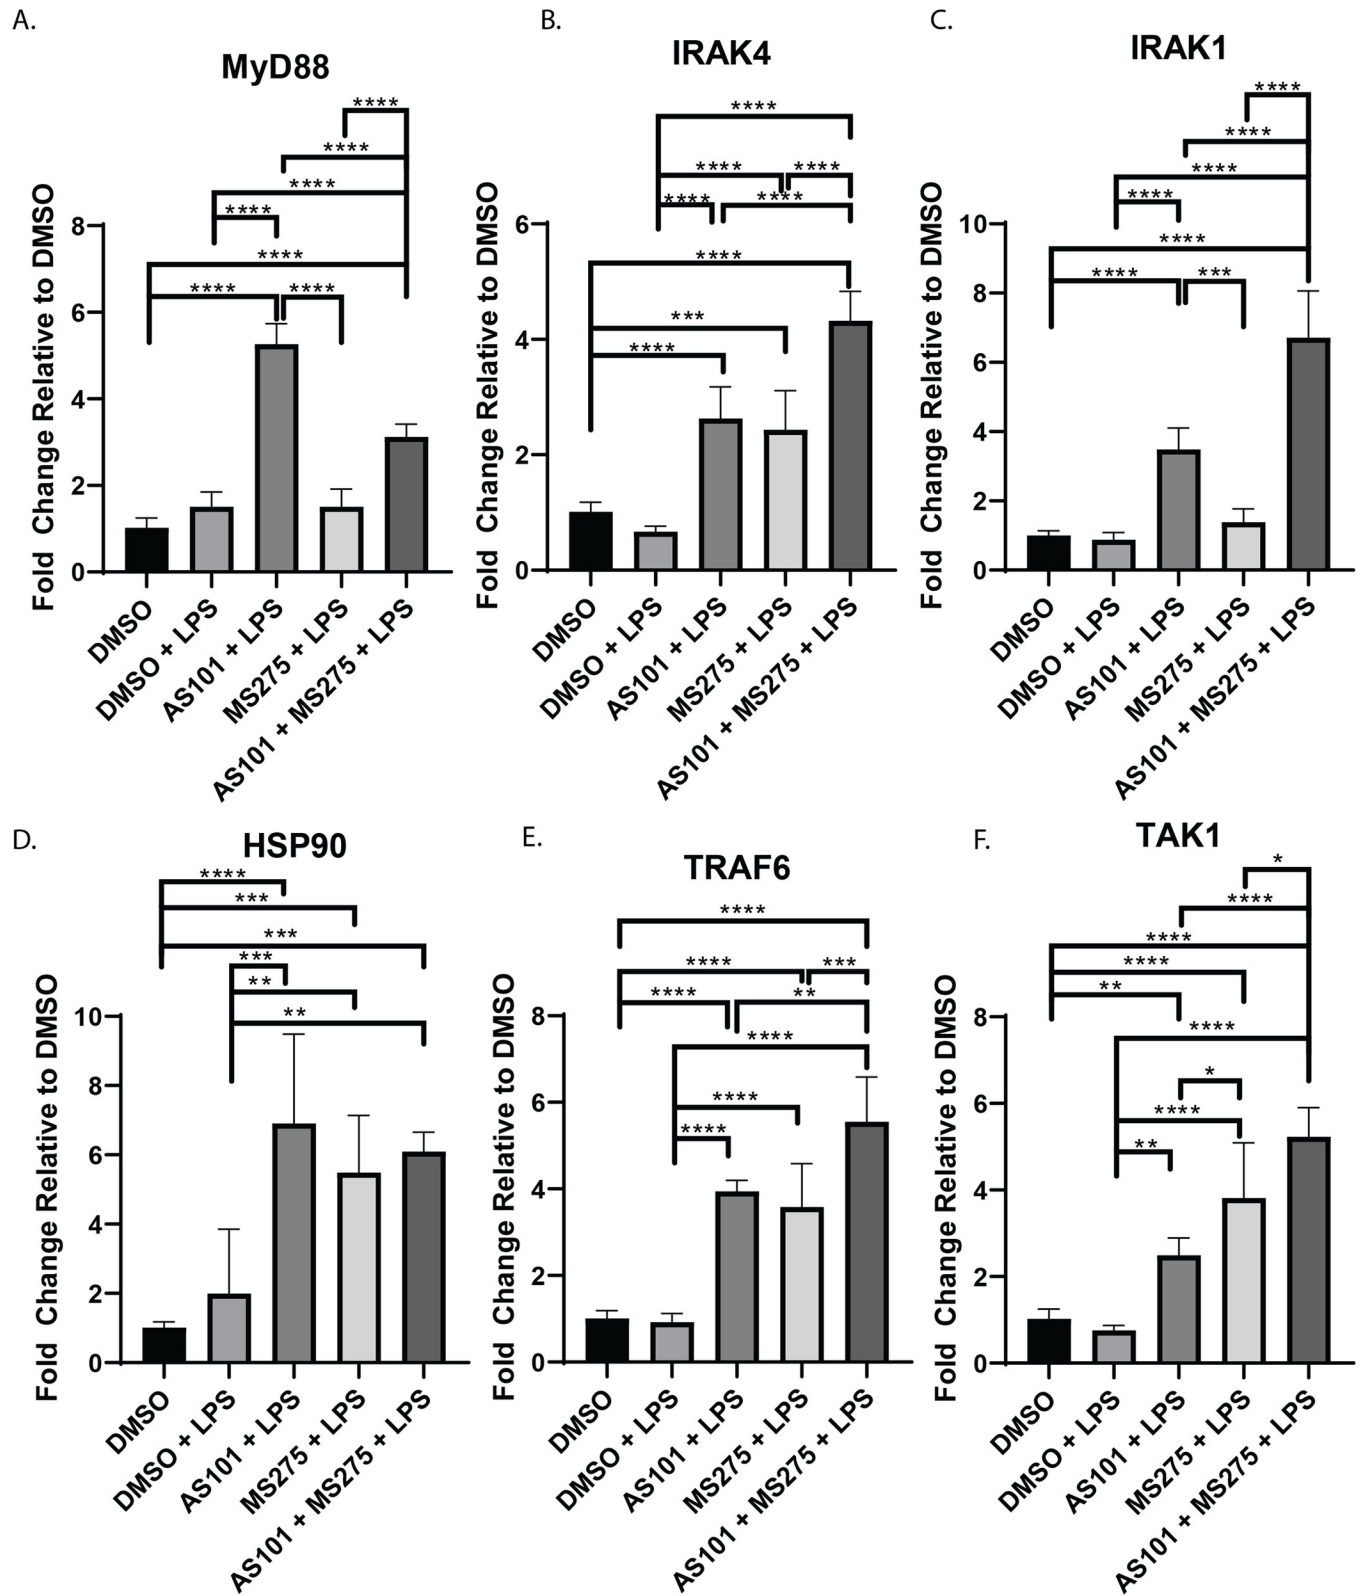 A.
MyD88
Fold Change Relative to DMSO
8
6
4
2
0
****
****
****
****
****
****
****
DMSO
DMSO + LPS
AS101 + LPS
MS275 + LPS
AS101 + MS275 + LPS
B.
IRAK4
Fold Change Relative to DMSO
6
4
2
0
****
****
****
****
****
****
***
****
DMSO
DMSO + LPS
AS101 + LPS
MS275 + LPS
AS101 + MS275 + LPS
C.
IRAK1
Fold Change Relative to DMSO
10
8
6
4
2
0
****
****
****
****
****
****
***
DMSO
DMSO + LPS
AS101 + LPS
MS275 + LPS
AS101 + MS275 + LPS
D.
HSP90
Fold Change Relative to DMSO
10
8
6
4
2
0
****
***
***
***
**
**
DMSO
DMSO + LPS
AS101 + LPS
MS275 + LPS
AS101 + MS275 + LPS
E.
TRAF6
Fold Change Relative to DMSO
8
6
4
2
0
****
****
***
****
**
****
****
****
DMSO
DMSO + LPS
AS101 + LPS
MS275 + LPS
AS101 + MS275 + LPS
F.
TAK1
Fold Change Relative to DMSO
8
6
4
2
0
*
****
****
****
**
****
*
****
**
DMSO
DMSO + LPS
AS101 + LPS
MS275 + LPS
AS101 + MS275 + LPS